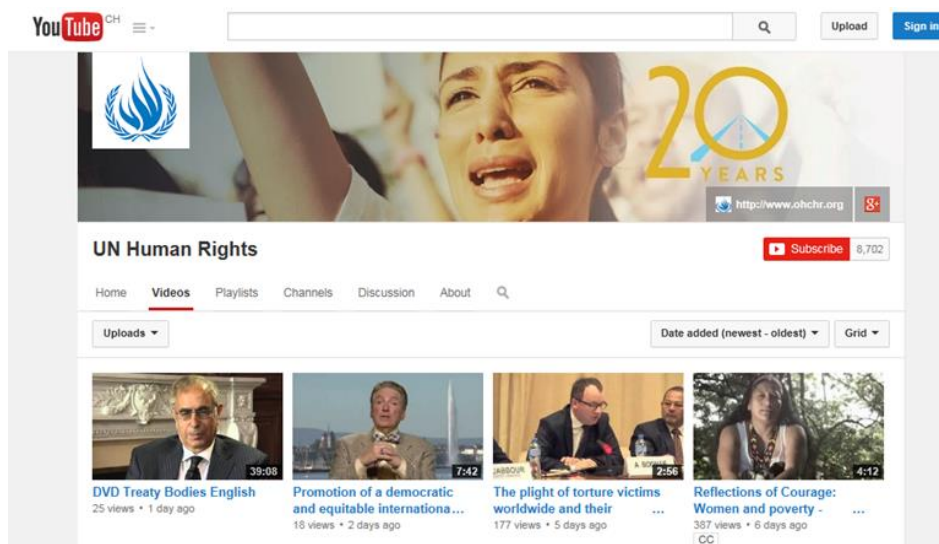 YouTube CH
Upload
Sign in
20
YEARS
http://www.ohchr.org
8+
UN Human Rights
Subscribe 8,702
Home Videos Playlists Channels Discussion About
Uploads
Date added (newest - oldest) Grid
39:08
7:42
A.
2:56
4:12
DVD Treaty Bodies English
25 views • 1 day ago
Promotion of a democratic
and equitable internationa...
18 views • 2 days ago
The plight of torture victims
worldwide and their ...
177 views • 5 days ago
Reflections of Courage:
Women and poverty - ...
387 views • 6 days ago
CC